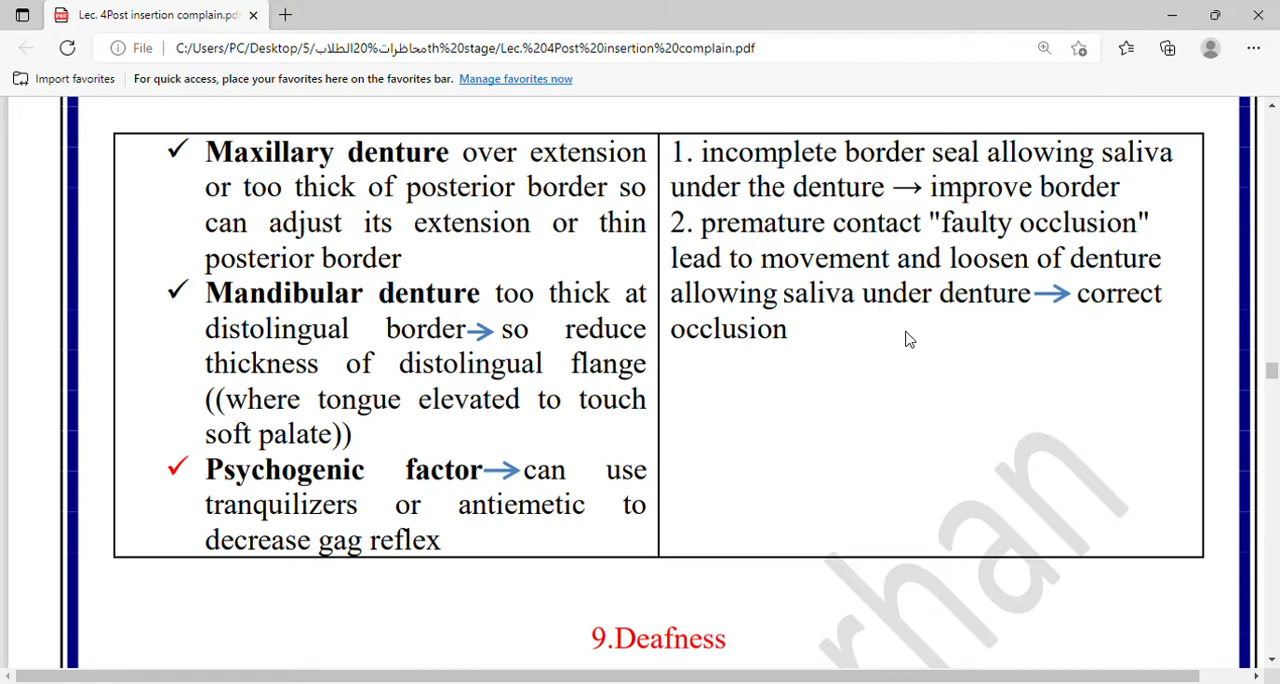 Lec. 4Post insertion complain.pd
File
C:/Users/PC/Desktop/5/محاظرات%20الطلابth%20stage/Lec.%204Post%20insertion%20complain.pdf
Import favorites
For quick access, place your favorites here on the favorites bar. Manage favorites now
✓ Maxillary denture over extension
or too thick of posterior border so
can adjust its extension or thin
posterior border
✓ Mandibular denture too thick at
distolingual border→ so reduce
thickness of distolingual flange
((where tongue elevated to touch
soft palate))
✓ Psychogenic factor→can use
tranquilizers or antiemetic to
decrease gag reflex
1. incomplete border seal allowing saliva
under the denture → improve border
2. premature contact "faulty occlusion"
lead to movement and loosen of denture
allowing saliva under denture→ correct
occlusion
9.Deafness
rhan